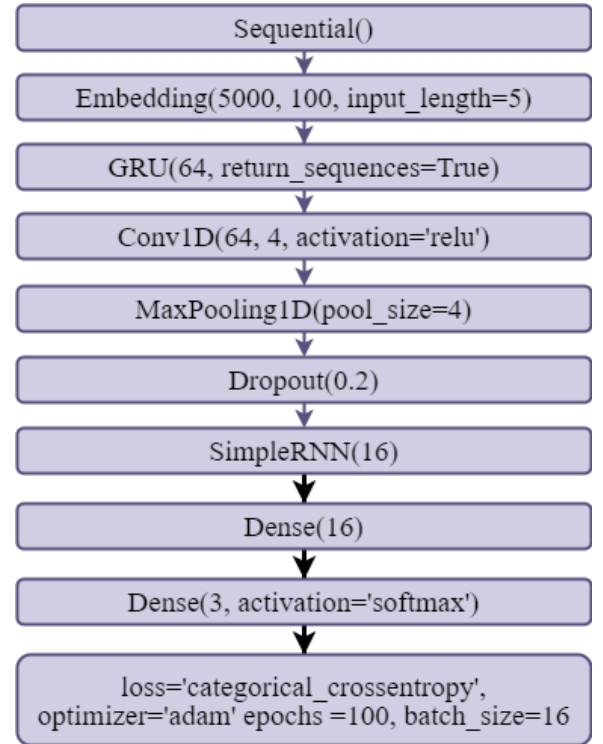 Sequential()
Embedding(5000, 100, input_length=5)
GRU(64, return_sequences=True)
Conv1D(64, 4, activation='relu')
MaxPooling1D(pool_size=4)
Dropout(0.2)
SimpleRNN(16)
Dense(16)
Dense(3, activation='softmax')
loss='categorical_crossentropy',
optimizer='adam' epochs =100, batch_size=16